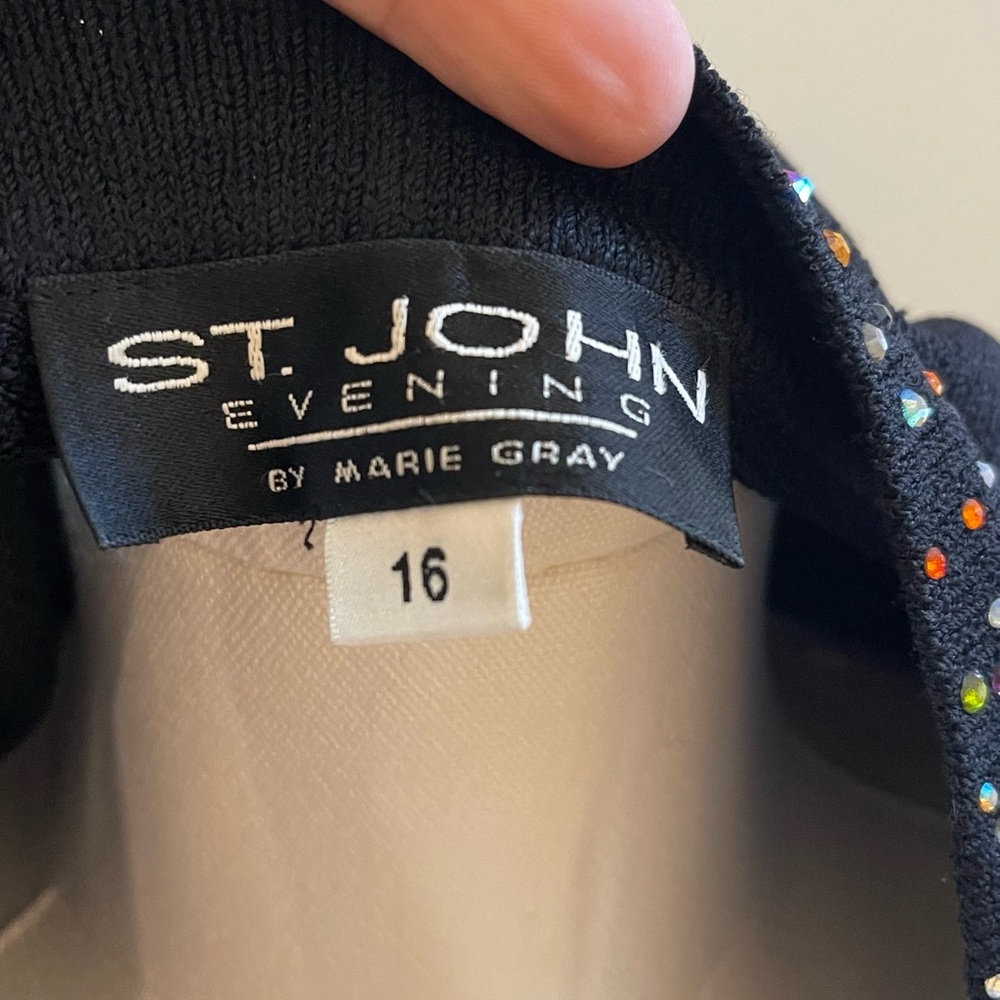 ST. JOHN
EVENING
BY MARIE GRAY
16